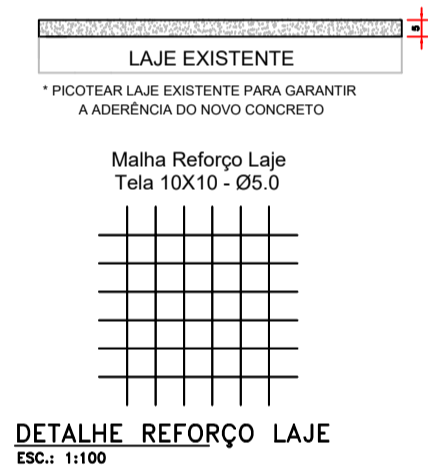 5
LAJE EXISTENTE
* PICOTEAR LAJE EXISTENTE PARA GARANTIR
A ADERÊNCIA DO NOVO CONCRETO
Malha Reforço Laje
Tela 10X10 - Ø5.0
DETALHE REFORÇO LAJE
ESC.: 1:100